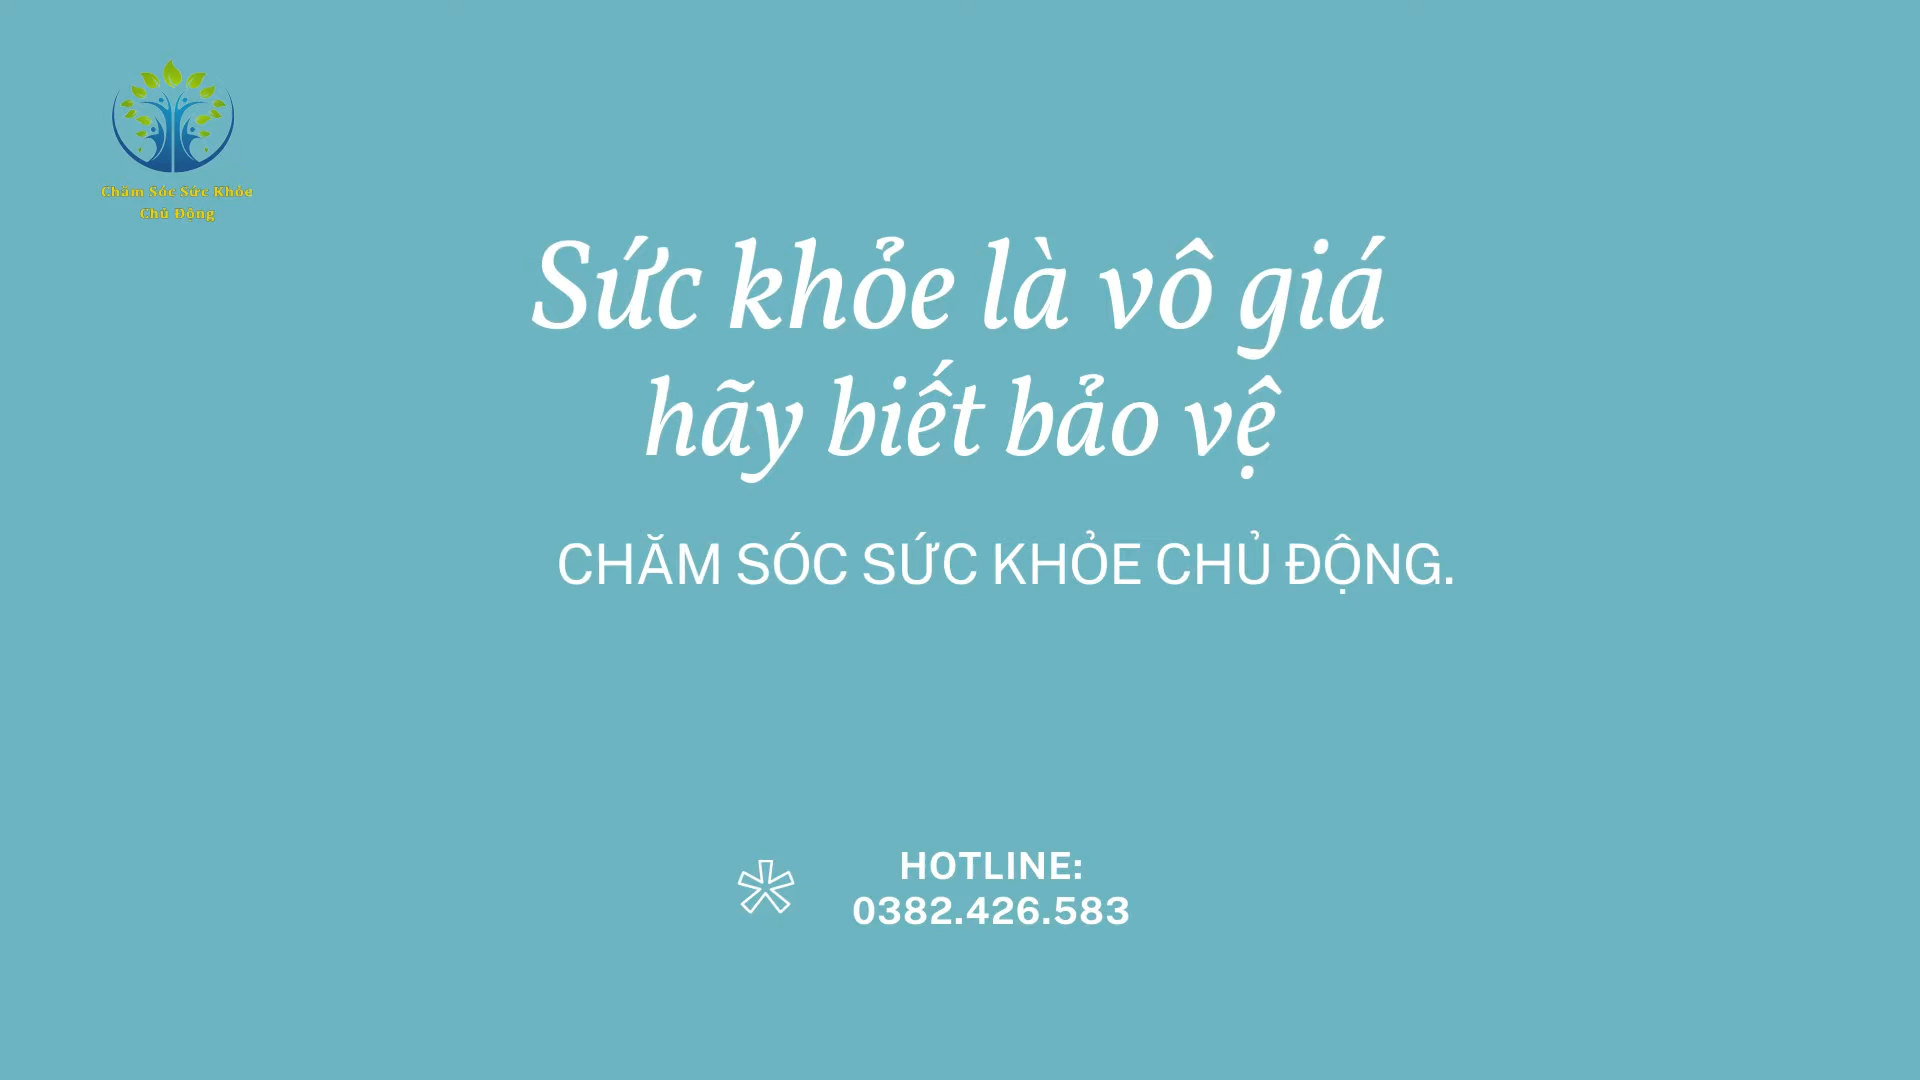 Chăm Sóc Sức Khỏe
Chủ Động
Sức khỏe là vô giá
hãy biết bảo vệ
CHĂM SÓC SỨC KHỎE CHỦ ĐỘNG.
HOTLINE:
0382.426.583